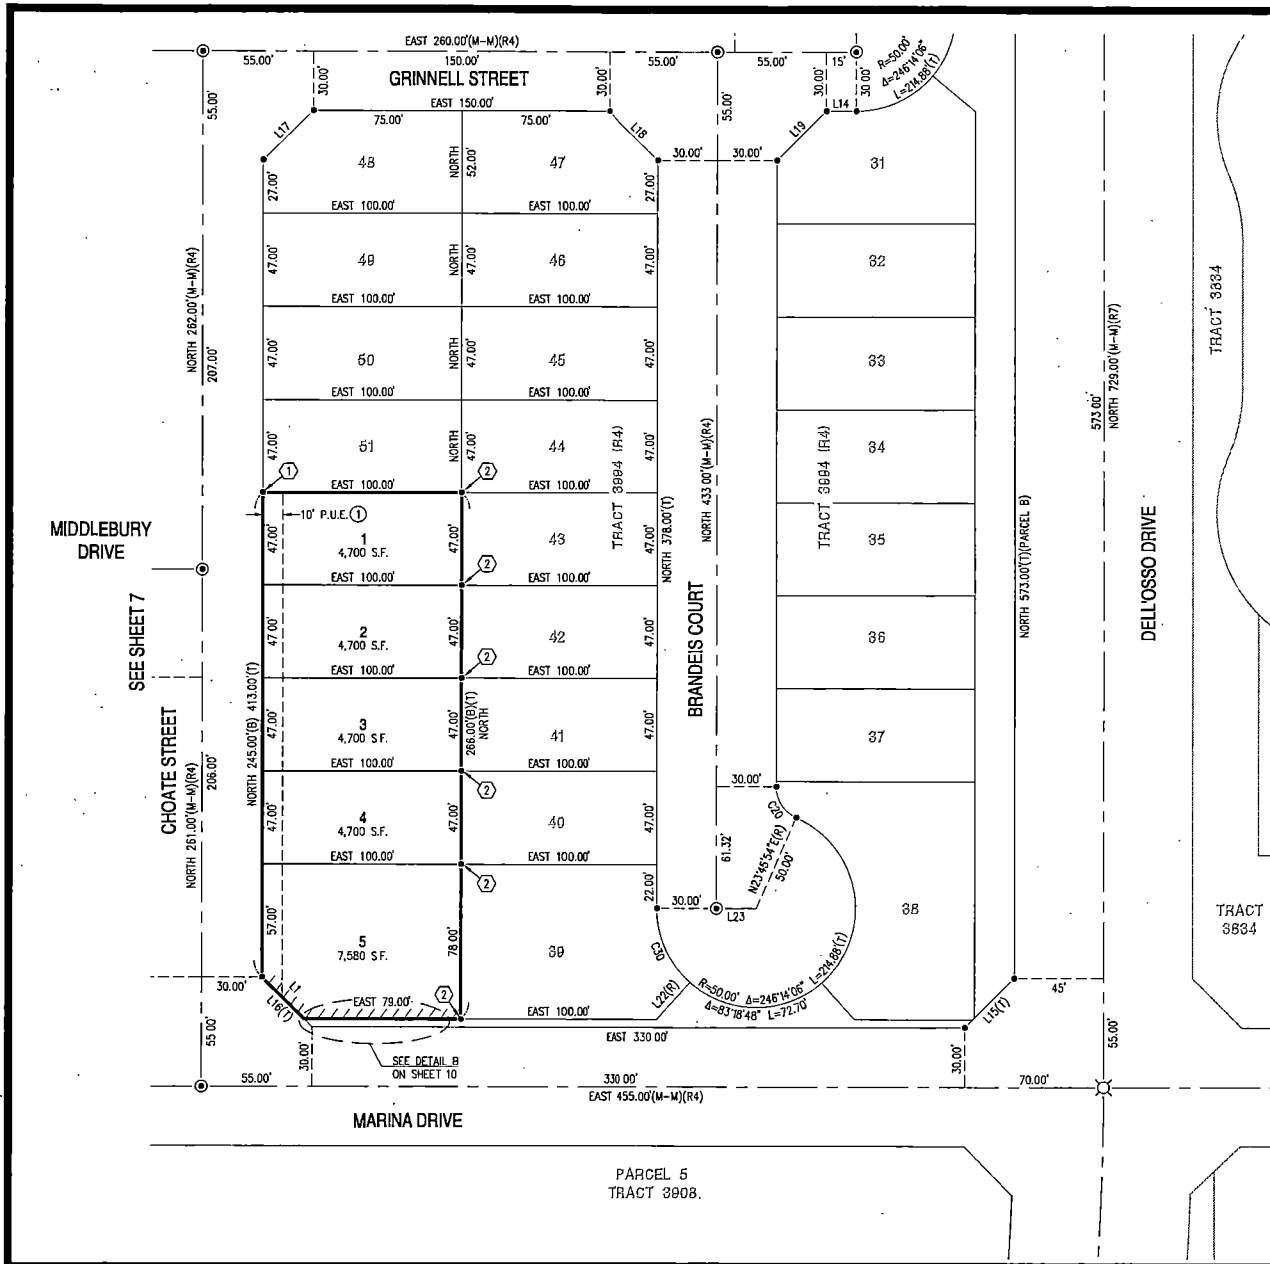 EAST 260.00'(M-M)(R4)
55.00'
150.00'
55.00'
55.00'
15'
R=50.00'
Δ=246°14'06"
L=214.88'(T)
GRINNELL STREET
30.00'
30.00'
30.00'
30.00'
55.00'
55.00'
EAST 150.00'
75.00'
75.00'
L14
L17
L18
L19
30.00'
30.00'
48
NORTH
52.00'
47
31
27.00'
27.00'
EAST 100.00'
EAST 100.00'
NORTH 262.00'(M-M)(R4)
207.00'
47.00'
49
NORTH
47.00'
46
47.00'
32
EAST 100.00'
EAST 100.00'
TRACT 3834
573.00'
NORTH 729.00'(M-M)(R7)
47.00'
50
NORTH
47.00'
45
47.00'
33
EAST 100.00'
EAST 100.00'
47.00'
51
NORTH
47.00'
44
47.00'
TRACT 3994 (R4)
NORTH 433.00'(M-M)(R4)
TRACT 3994 (R4)
34
1
2
EAST 100.00'
EAST 100.00'
10' P.U.E. 1
MIDDLEBURY
DRIVE
47.00'
1
4,700 S.F.
47.00'
43
47.00'
NORTH 378.00'(T)
35
NORTH 573.00'(T)(PARCEL B)
DELL'OSSO DRIVE
EAST 100.00'
2
EAST 100.00'
SEE SHEET 7
47.00'
2
4,700 S.F.
47.00'
42
47.00'
BRANDEIS COURT
36
EAST 100.00'
2
EAST 100.00'
CHOATE STREET
NORTH 261.00'(M-M)(R4)
206.00'
NORTH 245.00'(B) 413.00'(T)
47.00'
3
4,700 S.F.
47.00'
266.00'(B)(T)
NORTH
41
47.00'
37
EAST 100.00'
2
EAST 100.00'
30.00'
47.00'
4
4,700 S.F.
47.00'
40
47.00'
C20
61.32'
N23°45'54"E(R)
50.00'
EAST 100.00'
2
EAST 100.00'
22.00'
30.00'
L23
38
TRACT
3834
57.00'
5
7,580 S.F.
78.00'
39
C30
30.00'
L1
L16(T)
EAST 79.00'
2
EAST 100.00'
L22(R)
R=50.00' Δ=246°14'06" L=214.88'(T)
Δ=83°18'48" L=72.70'
45'
L15(T)
55.00'
30.00'
EAST 330.00'
30.00'
55.00'
SEE DETAIL B
ON SHEET 10
55.00'
330.00'
70.00'
EAST 455.00'(M-M)(R4)
MARINA DRIVE
PARCEL 5
TRACT 3908.